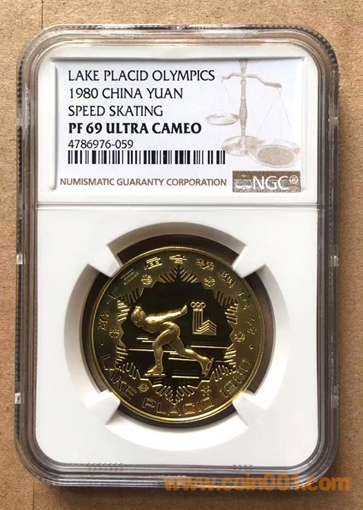 LAKE PLACID OLYMPICS
1980 CHINA YUAN
SPEED SKATING
PF 69 ULTRA CAMEO
4786976-059
NUMISMATIC GUARANTY CORPORATION
NGC
LAKE PLACID 1980
www.coin001.com